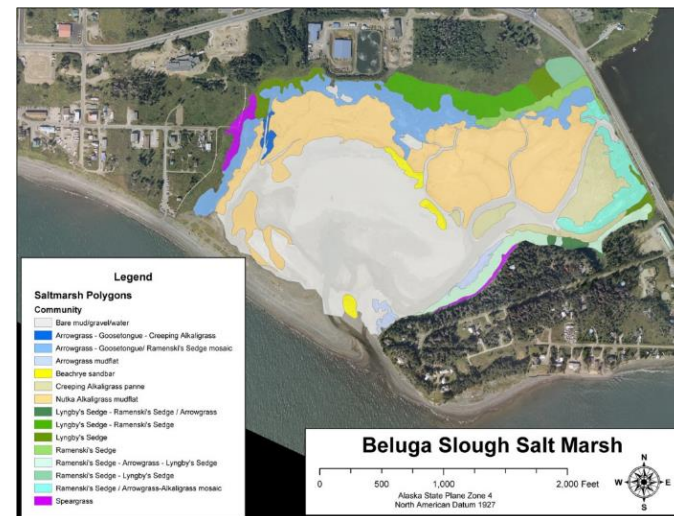 Legend
Saltmarsh Polygons
Community
Bare mud/gravel/water
Arrowgrass - Goosetongue - Creeping Alkaligrass
Arrowgrass - Goosetongue/ Ramenski's Sedge mosaic
Arrowgrass mudflat
Beachrye sandbar
Creeping Alkaligrass panne
Nutka Alkaligrass mudflat
Lyngby's Sedge - Ramenski's Sedge / Arrowgrass
Lyngby's Sedge - Ramenski's Sedge
Lyngby's Sedge
Ramenski's Sedge
Ramenski's Sedge - Arrowgrass - Lyngby's Sedge
Ramenski's Sedge - Lyngby's Sedge
Ramenski's Sedge / Arrowgrass-Alkaligrass mosaic
Speargrass
Beluga Slough Salt Marsh
0 500 1,000 2,000 Feet
Alaska State Plane Zone 4
North American Datum 1927
N
W E
S